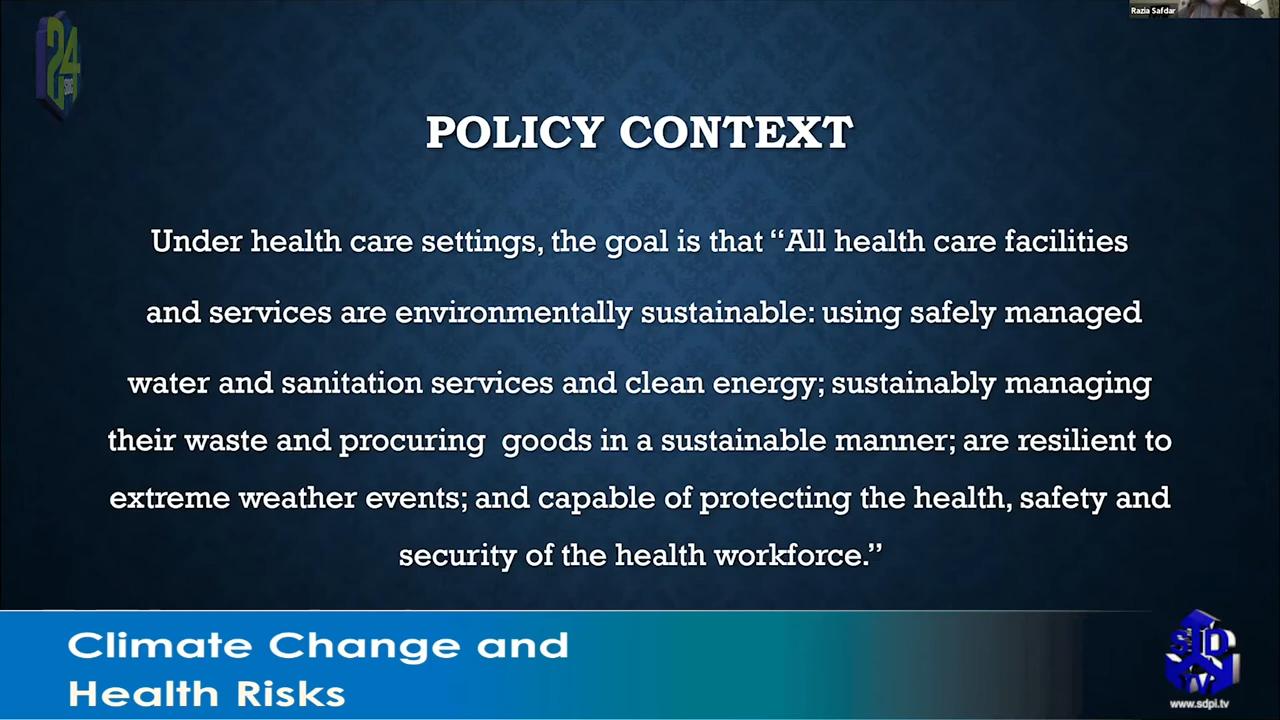 Razia Safdar
24
POLICY CONTEXT
Under health care settings, the goal is that “All health care facilities
and services are environmentally sustainable: using safely managed
water and sanitation services and clean energy; sustainably managing
their waste and procuring goods in a sustainable manner; are resilient to
extreme weather events; and capable of protecting the health, safety and
security of the health workforce.”
Climate Change and
Health Risks
SDPI
TV
www.sdpi.tv